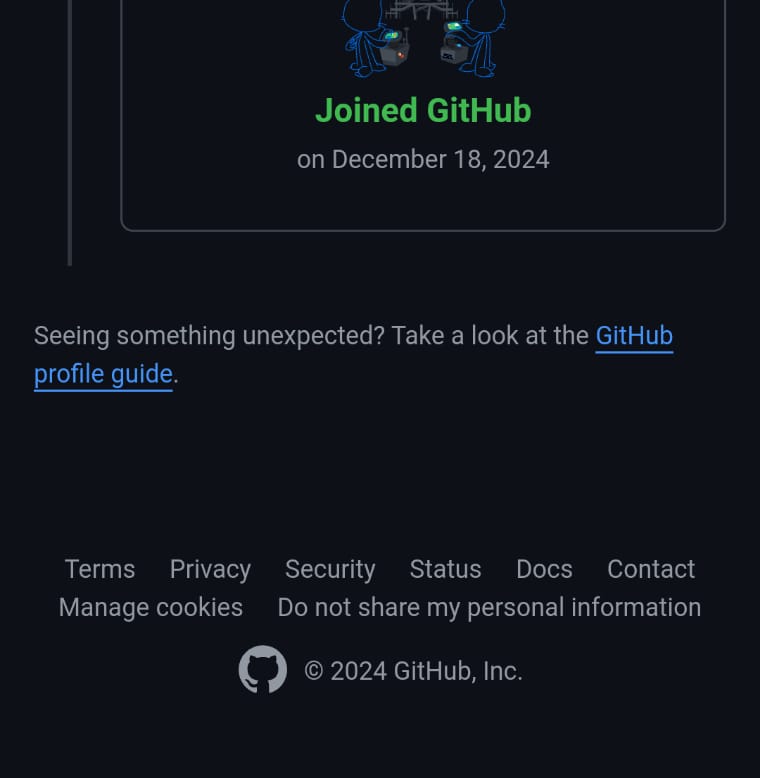 Joined GitHub
on December 18, 2024
Seeing something unexpected? Take a look at the GitHub
profile guide.
Terms Privacy Security Status Docs Contact
Manage cookies Do not share my personal information
© 2024 GitHub, Inc.